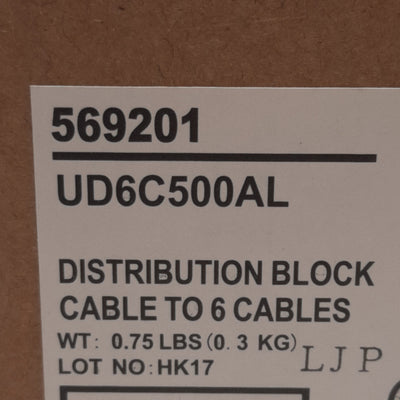 569201
UD6C500AL
DISTRIBUTION BLOCK
CABLE TO 6 CABLES
WT: 0.75 LBS(0.3 KG)
LOT NO:HK17 LJP